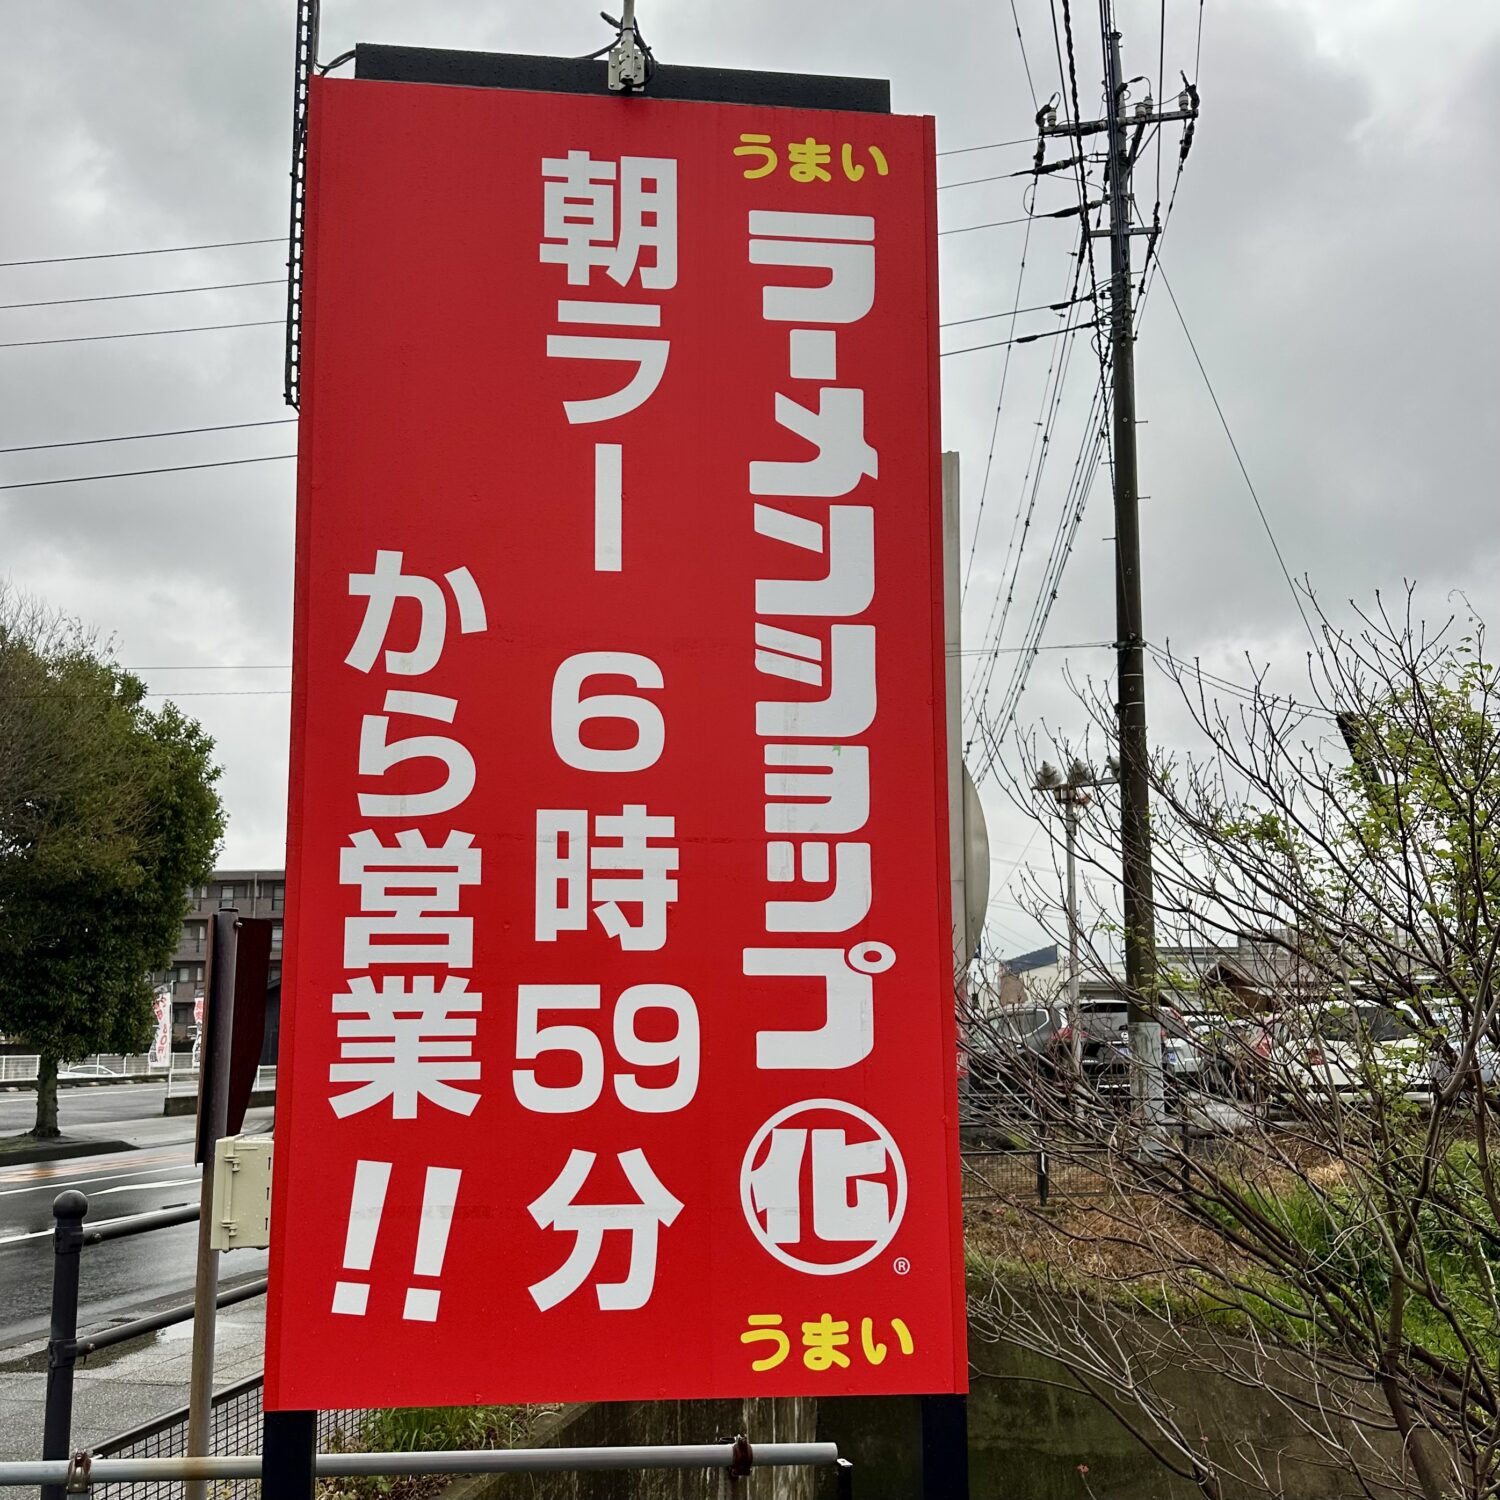 うまい
ラーメンショップ 化
®
うまい
朝ラー 6時59分
から営業!!